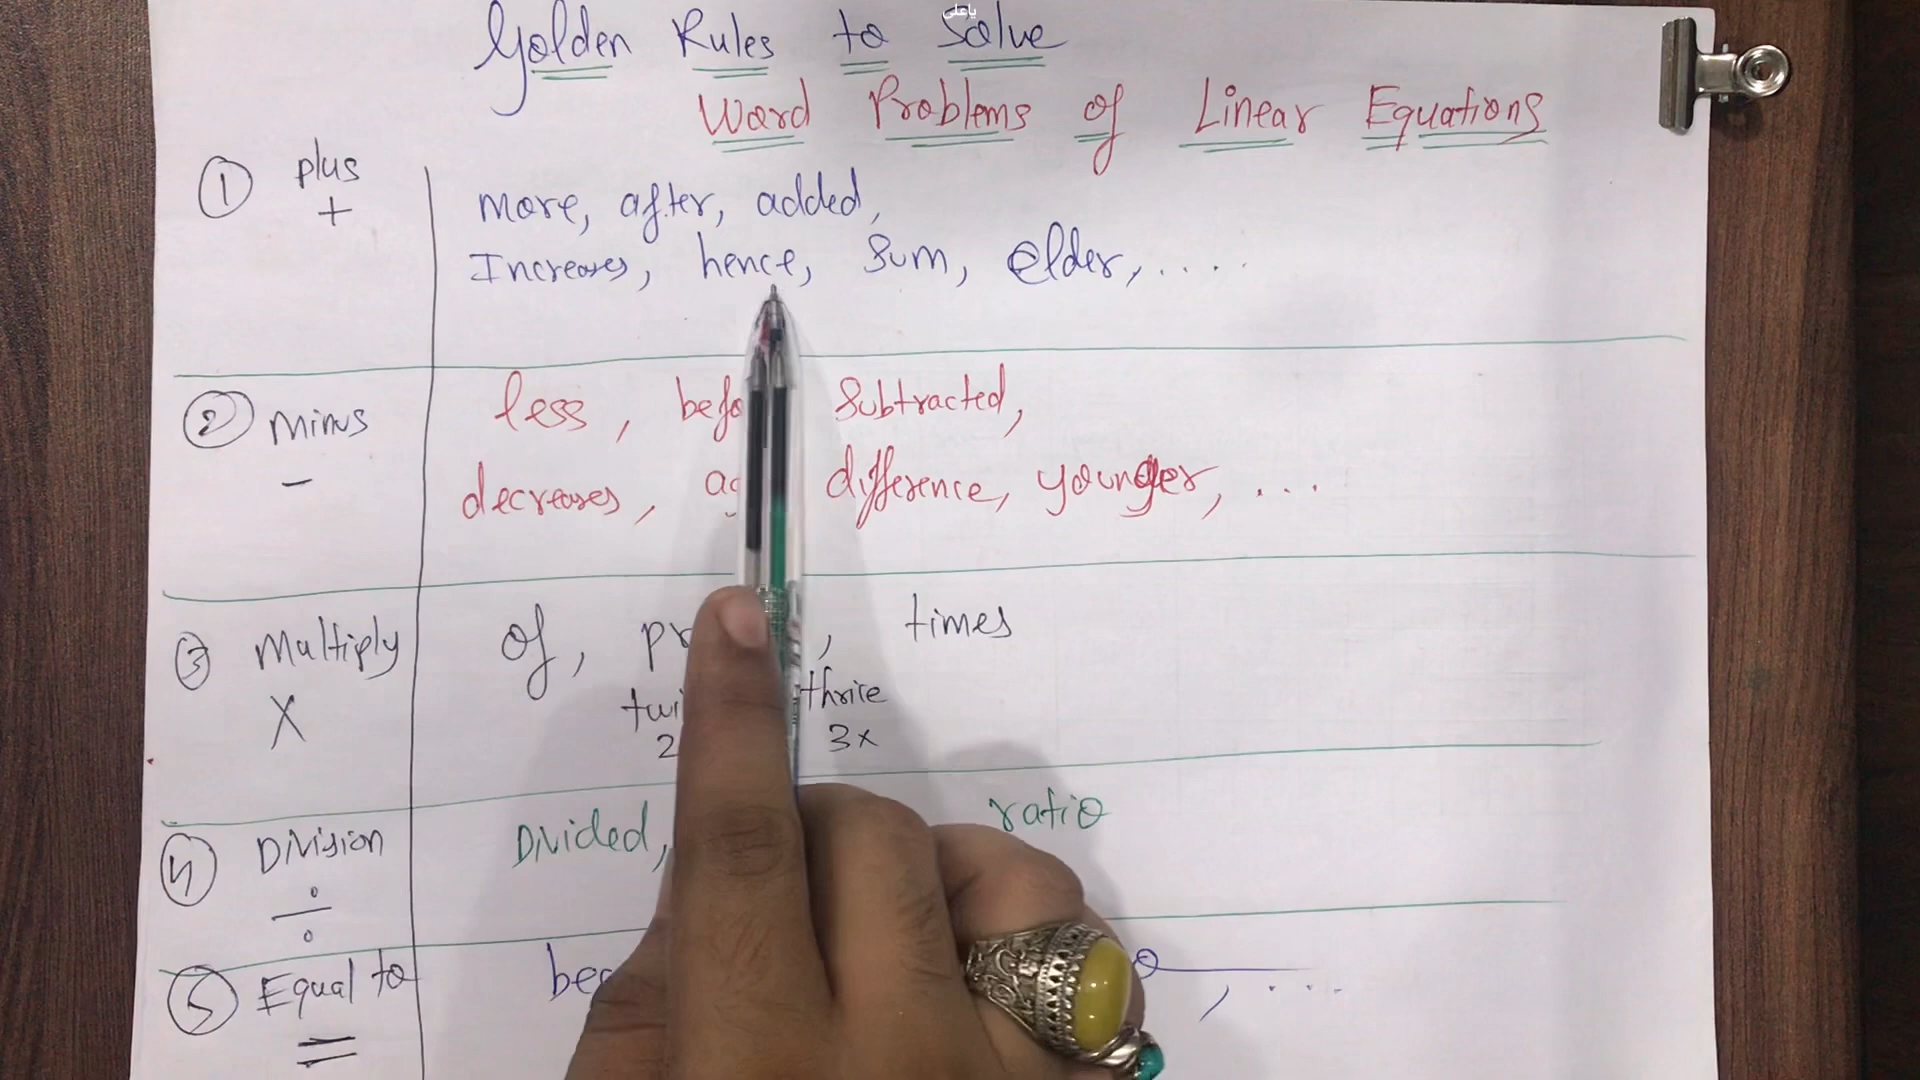 ياعلى
Golden Rules to Solve
Word Problems of Linear Equations
① plus
+
more, after, added,
Increases, hence, Sum, elder, ....
② Minus
-
less, Subtracted,
decreases, difference, younger, ...
③ Multiply
X
of, , times
thrice
2 3x
④ Division
÷
Divided, ratio
⑤ Equal to
=
, ...